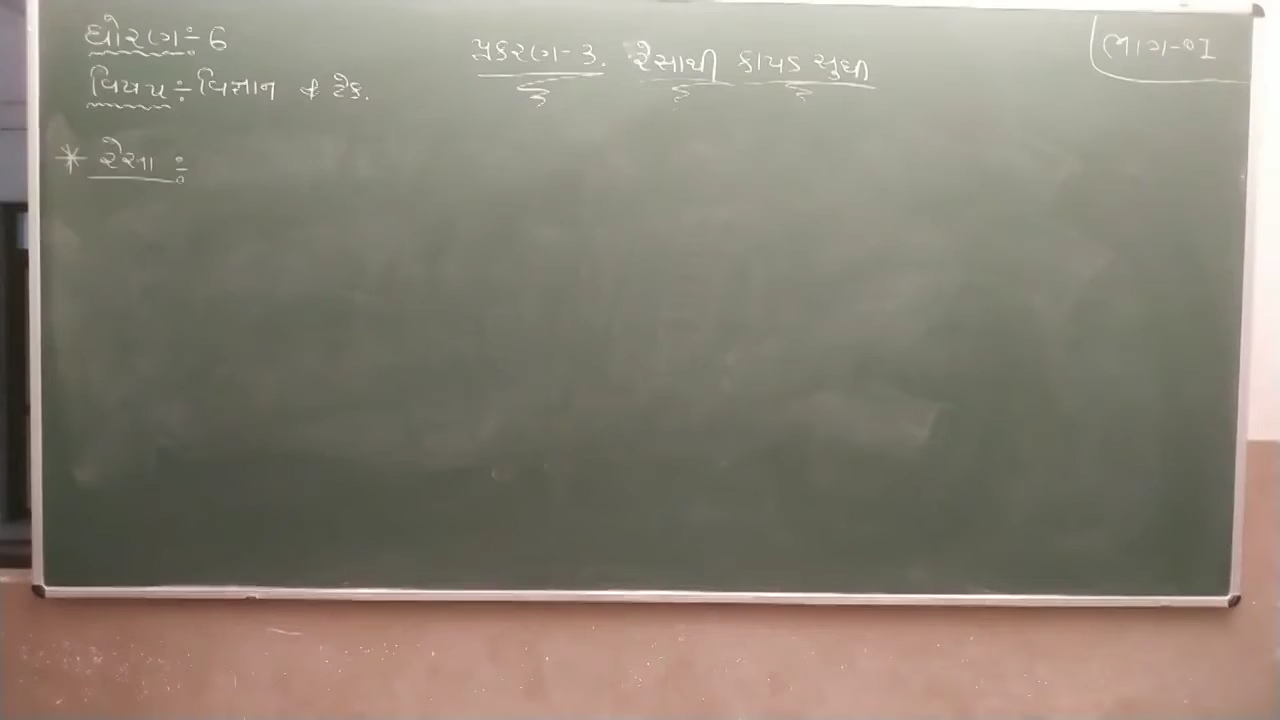 ધોરણ:- 6
પ્રકરણ-3. રેસાથી કાપડ સુધી
ભાગ-01
વિષય:- વિજ્ઞાન & ટેક.
* રેસા :-